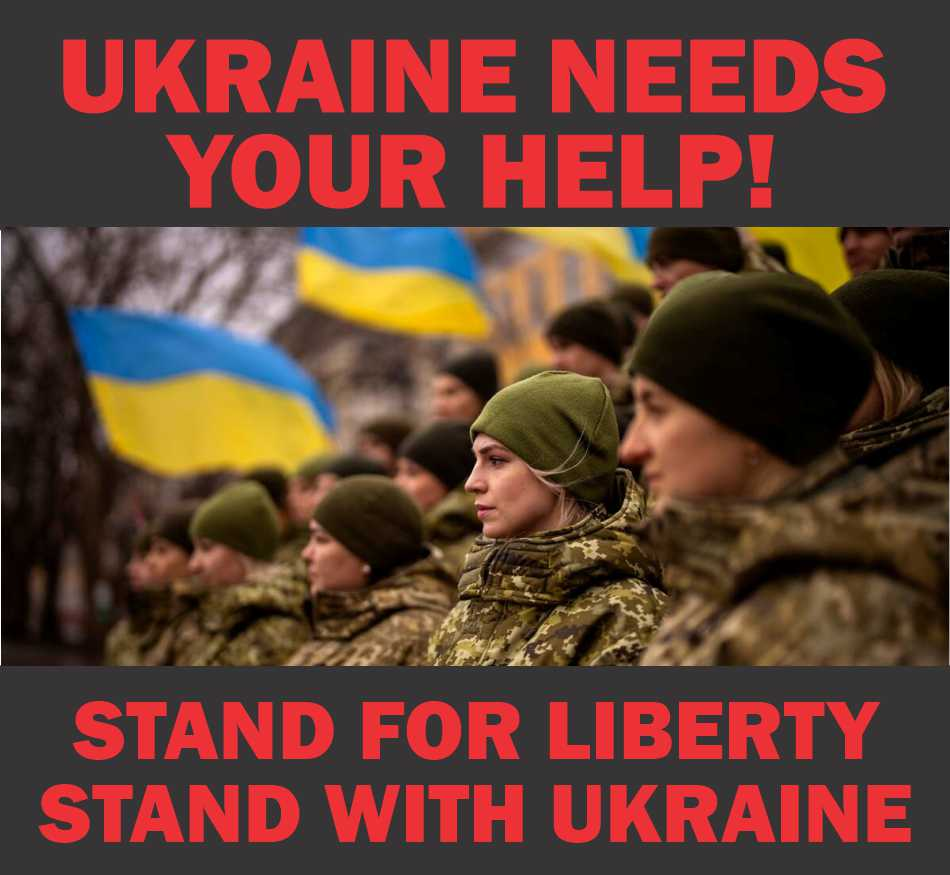 UKRAINE NEEDS
YOUR HELP!
STAND FOR LIBERTY
STAND WITH UKRAINE